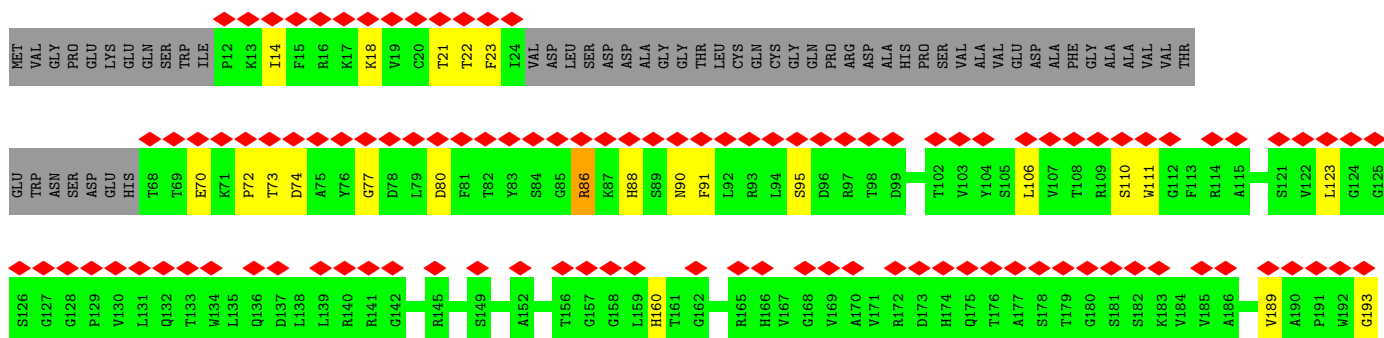 MET VAL GLY PRO GLU LYS GLU GLN SER TRP ILE P12 K13 I14 F15 R16 K17 K18 V19 C20 T21 T22 F23 I24 VAL ASP LEU SER ASP ASP ALA GLY GLY THR LEU CYS GLN CYS GLY GLN PRO ARG ASP ALA HIS PRO SER VAL ALA VAL GLU ASP ALA PHE GLY ALA ALA VAL VAL THR
GLU TRP ASN SER ASP GLU HIS T68 T69 E70 K71 P72 T73 D74 A75 Y76 G77 D78 L79 D80 F81 T82 Y83 S84 G85 R86 K87 H88 S89 N90 F91 L92 R93 L94 S95 D96 R97 T98 D99 T102 V103 Y104 S105 L106 V107 T108 R109 S110 W111 G112 F113 R114 A115 S121 V122 L123 G124 G125
S126 G127 G128 P129 V130 L131 Q132 T133 W134 L135 Q136 D137 L138 L139 R140 R141 G142 R145 S149 A152 T156 G157 G158 L159 H160 T161 G162 R165 H166 V167 G168 V169 A170 V171 R172 D173 H174 Q175 T176 A177 S178 T179 G180 S181 S182 K183 V184 V185 A186 V189 A190 P191 W192 G193